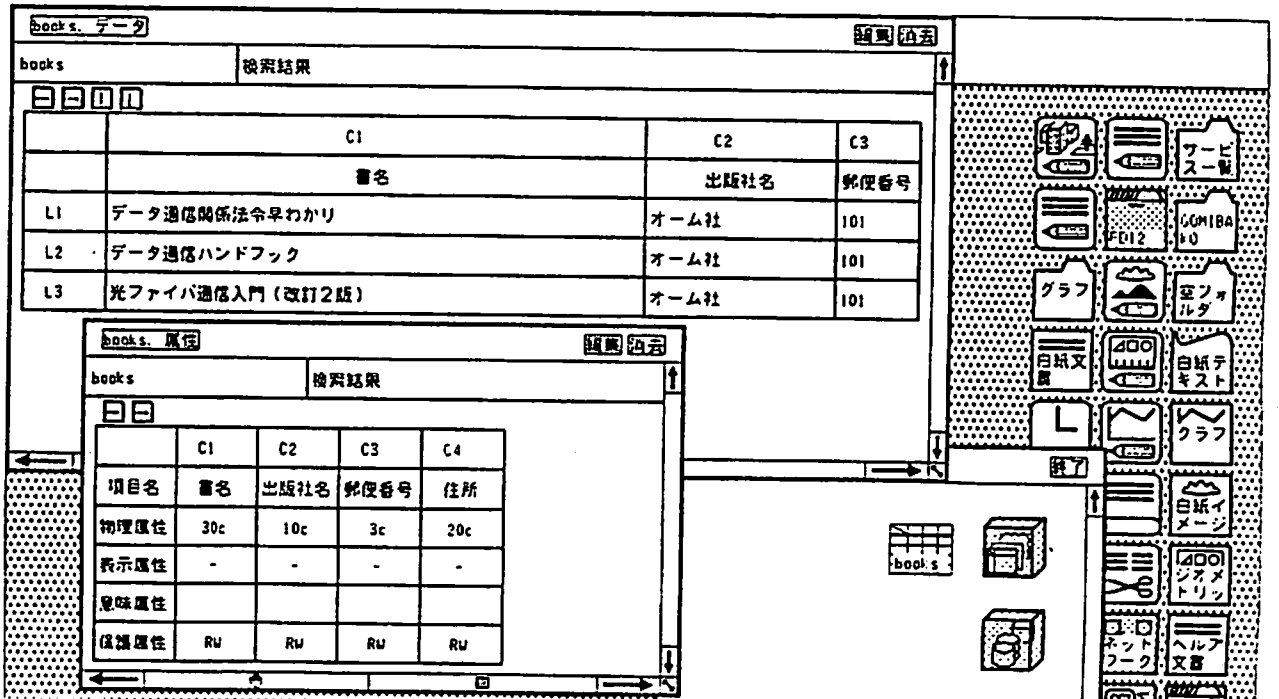 books. データ
編集 消去
books 検索結果
C1 C2 C3
書名 出版社名 郵便番号
L1 データ通信関係法令早わかり オーム社 101
L2 データ通信ハンドブック オーム社 101
L3 光ファイバ通信入門(改訂2版) オーム社 101
books. 属性
編集 消去
books 検索結果
C1 C2 C3 C4
項目名 書名 出版社名 郵便番号 住所
物理属性 30c 10c 3c 20c
表示属性 - - - -
意味属性
保護属性 RW RW RW RW
終了
books
サービス一覧
FD12
GOMIBAKO
グラフ
空フォルダ
白紙文書
白紙テキスト
グラフ
白紙イメージ
ジオメトリッ
ネットワーク
ヘルプ文書